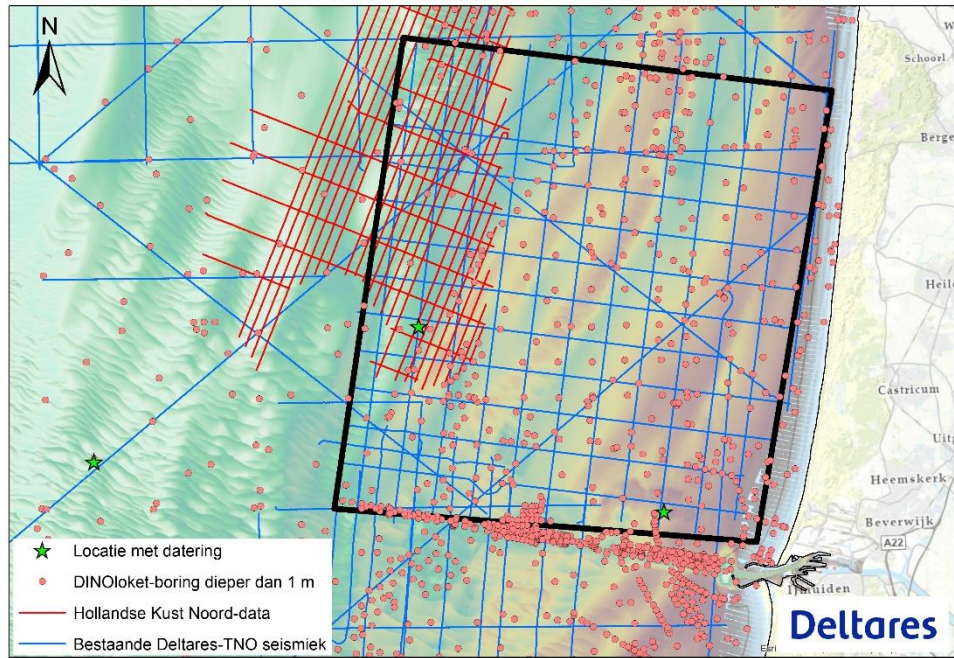 N
Schoorl
Berge
Heilo
Castricum
Uitg
Heemskerk
Beverwijk
A22
IJmuiden
Locatie met datering
DINOloket-boring dieper dan 1 m
Hollandse Kust Noord-data
Bestaande Deltares-TNO seismiek
Deltares
Esri